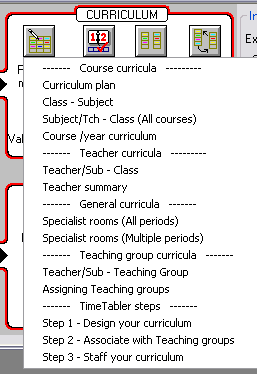 CURRICULUM
In
Ex
------- Course curricula ---------
Curriculum plan
Class - Subject
Subject/Tch - Class (All courses)
Course /year curriculum
------- Teacher curricula ---------
Teacher/Sub - Class
Teacher summary
------- General curricula -------
Specialist rooms (All periods)
Specialist rooms (Multiple periods)
------- Teaching group curricula -------
Teacher/Sub - Teaching Group
Assigning Teaching groups
------- TimeTabler steps -------
Step 1 - Design your curriculum
Step 2 - Associate with Teaching groups
Step 3 - Staff your curriculum